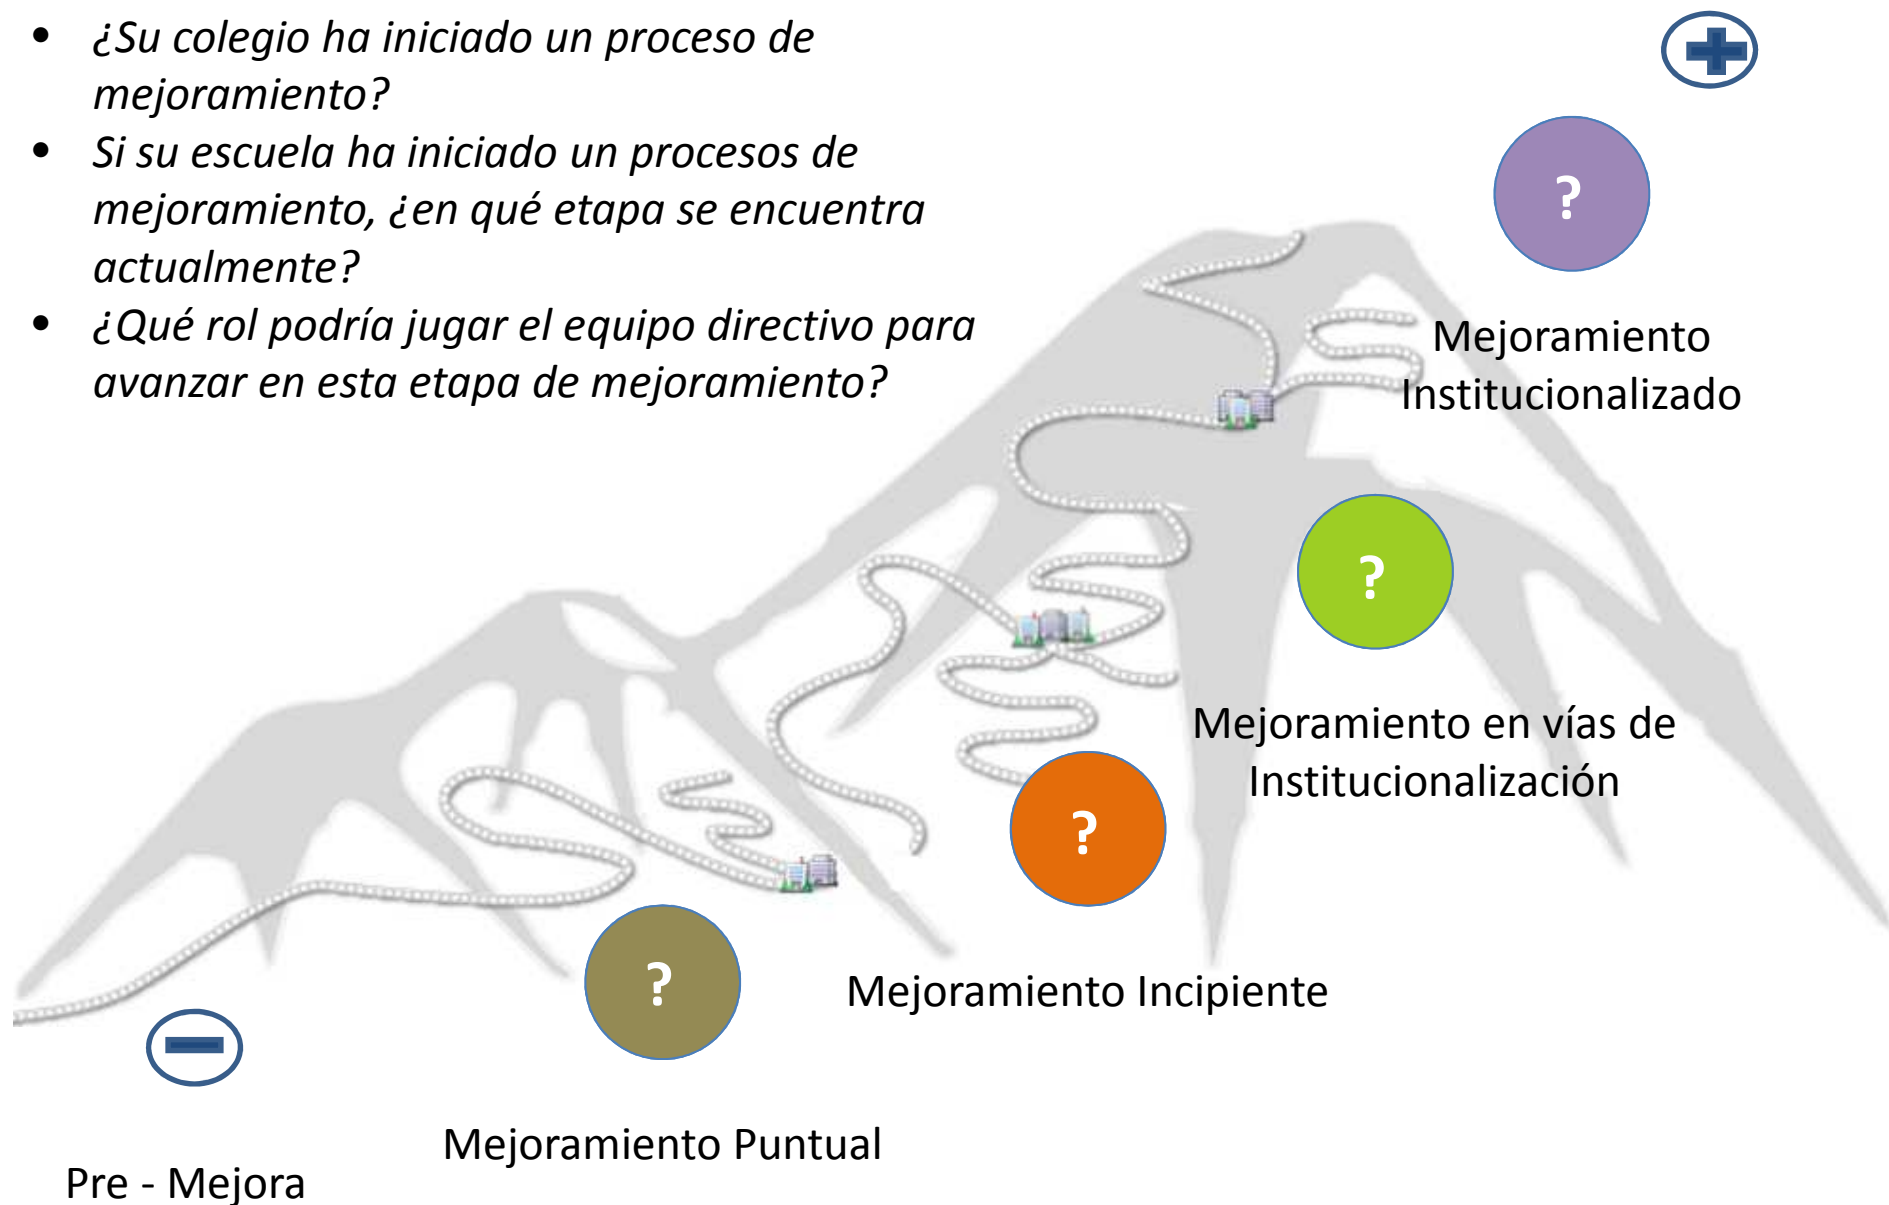 • ¿Su colegio ha iniciado un proceso de
mejoramiento?
• Si su escuela ha iniciado un procesos de
mejoramiento, ¿en qué etapa se encuentra
actualmente?
• ¿Qué rol podría jugar el equipo directivo para
avanzar en esta etapa de mejoramiento?
?
Mejoramiento
Institucionalizado
?
Mejoramiento en vías de
Institucionalización
?
Mejoramiento Incipiente
?
Mejoramiento Puntual
Pre - Mejora